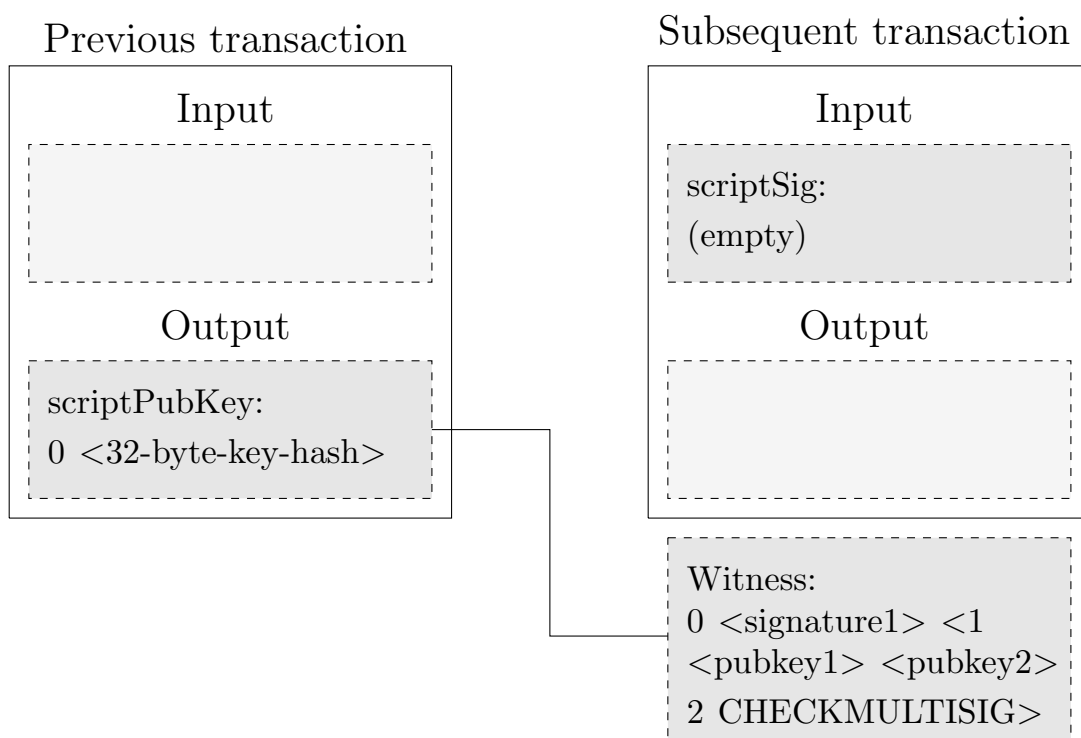 Previous transaction
Input
Output
scriptPubKey:
0 <32-byte-key-hash>
Subsequent transaction
Input
scriptSig:
(empty)
Output
Witness:
0 <signature1> <1
<pubkey1> <pubkey2>
2 CHECKMULTISIG>